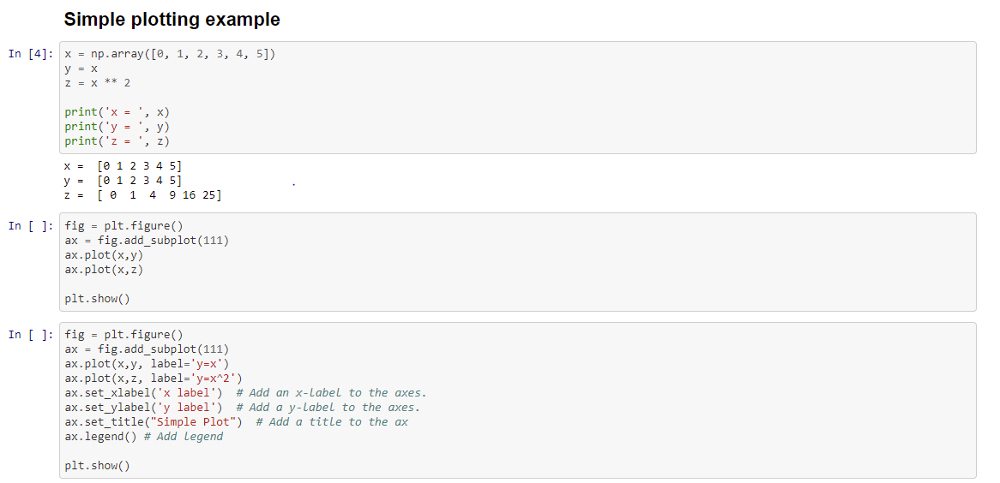 Simple plotting example
In [4]: x = np.array([0, 1, 2, 3, 4, 5])
y = x
z = x ** 2
print('x = ', x)
print('y = ', y)
print('z = ', z)
x =  [0 1 2 3 4 5]
y =  [0 1 2 3 4 5]
z =  [ 0  1  4  9 16 25]
In [ ]: fig = plt.figure()
ax = fig.add_subplot(111)
ax.plot(x,y)
ax.plot(x,z)
plt.show()
In [ ]: fig = plt.figure()
ax = fig.add_subplot(111)
ax.plot(x,y, label='y=x')
ax.plot(x,z, label='y=x^2')
ax.set_xlabel('x label')  # Add an x-label to the axes.
ax.set_ylabel('y label')  # Add a y-label to the axes.
ax.set_title("Simple Plot")  # Add a title to the ax
ax.legend() # Add legend
plt.show()